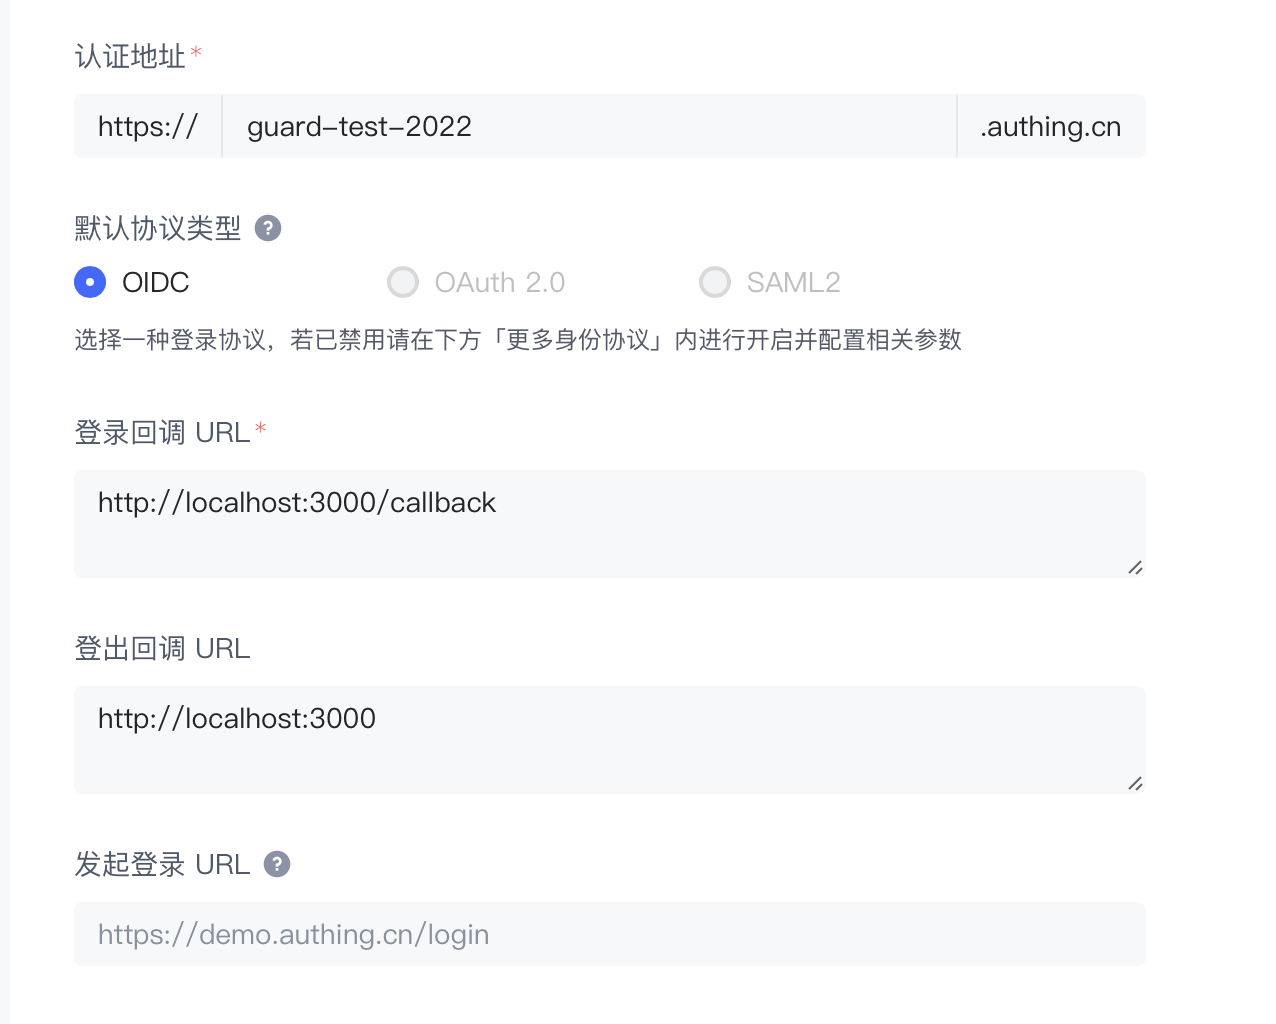 认证地址*
https:// guard-test-2022 .authing.cn
默认协议类型 ?
OIDC OAuth 2.0 SAML2
选择一种登录协议，若已禁用请在下方「更多身份协议」内进行开启并配置相关参数
登录回调 URL*
http://localhost:3000/callback
登出回调 URL
http://localhost:3000
发起登录 URL ?
https://demo.authing.cn/login